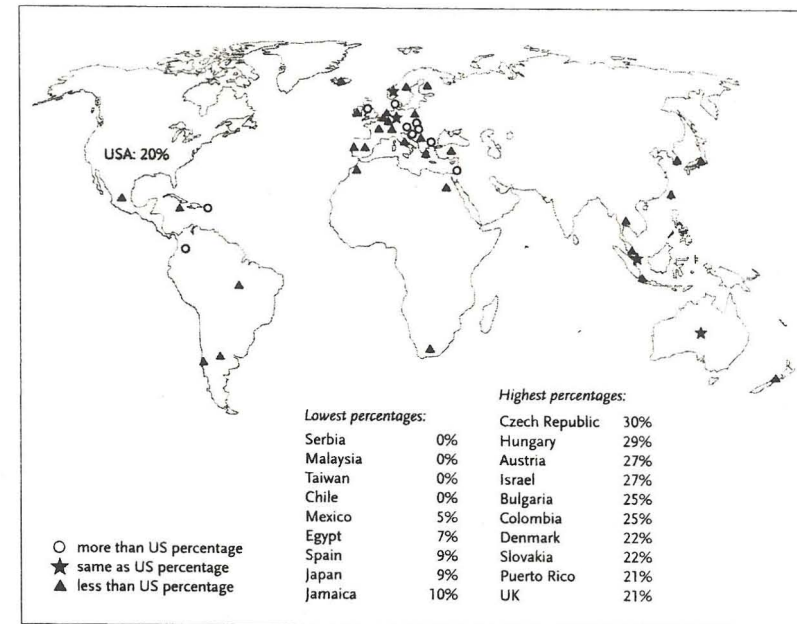 USA: 20%
Lowest percentages:
Serbia 0%
Malaysia 0%
Taiwan 0%
Chile 0%
Mexico 5%
Egypt 7%
Spain 9%
Japan 9%
Jamaica 10%
Highest percentages:
Czech Republic 30%
Hungary 29%
Austria 27%
Israel 27%
Bulgaria 25%
Colombia 25%
Denmark 22%
Slovakia 22%
Puerto Rico 21%
UK 21%
more than US percentage
same as US percentage
less than US percentage